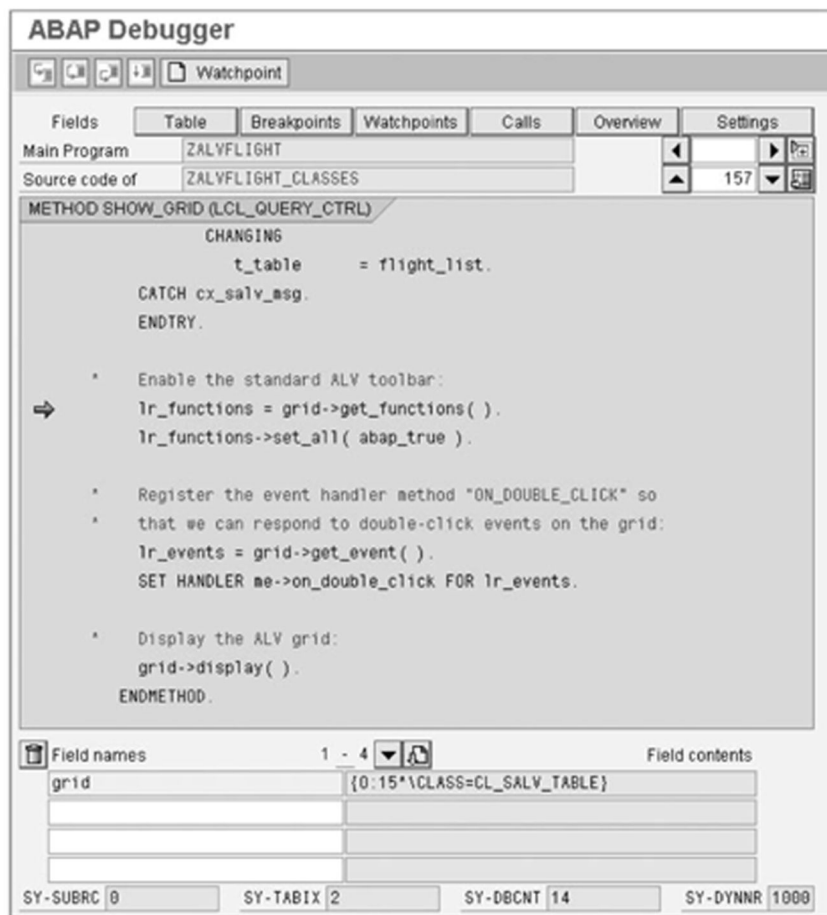 ABAP Debugger
Watchpoint
Fields Table Breakpoints Watchpoints Calls Overview Settings
Main Program ZALVFLIGHT
Source code of ZALVFLIGHT_CLASSES 157
METHOD SHOW_GRID (LCL_QUERY_CTRL)
CHANGING
t_table = flight_list.
CATCH cx_salv_msg.
ENDTRY.
* Enable the standard ALV toolbar:
lr_functions = grid->get_functions( ).
lr_functions->set_all( abap_true ).
* Register the event handler method "ON_DOUBLE_CLICK" so
* that we can respond to double-click events on the grid:
lr_events = grid->get_event( ).
SET HANDLER me->on_double_click FOR lr_events.
* Display the ALV grid:
grid->display( ).
ENDMETHOD.
Field names 1 - 4 Field contents
grid {O:15*\CLASS=CL_SALV_TABLE}
SY-SUBRC 0 SY-TABIX 2 SY-DBCNT 14 SY-DYNNR 1000